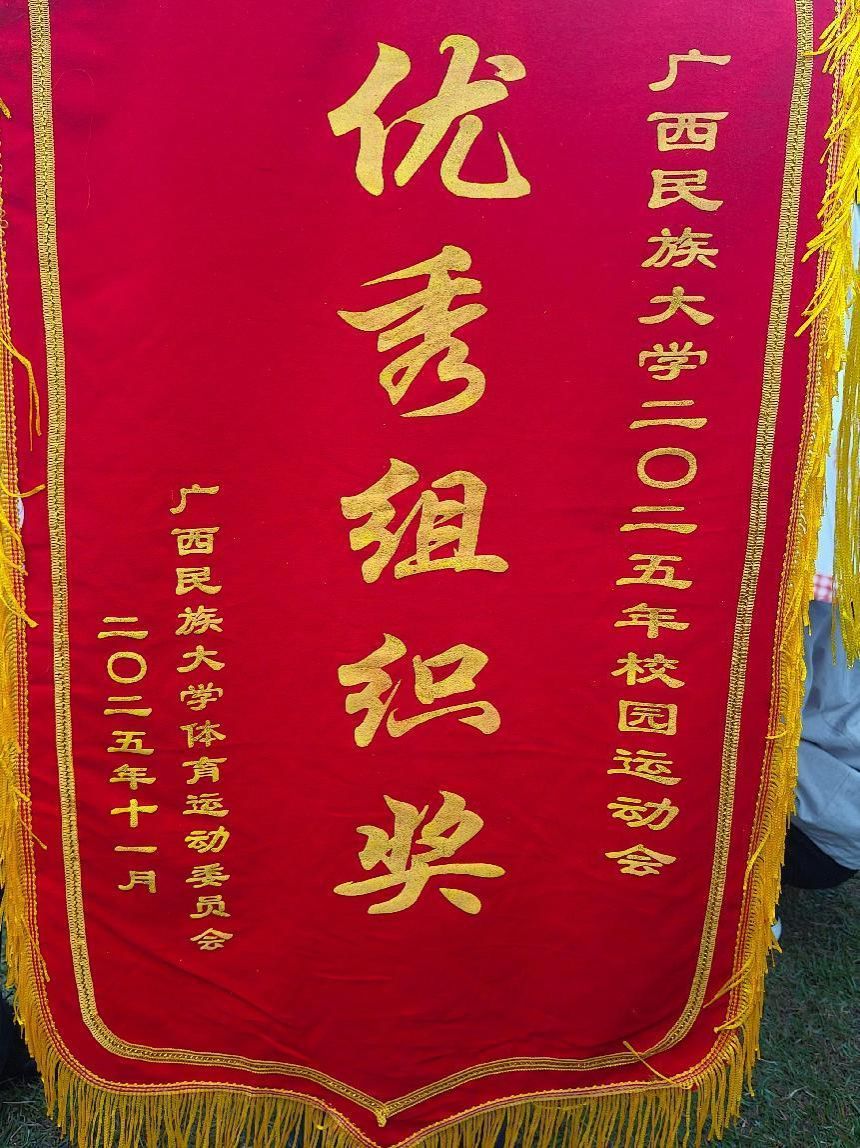 广西民族大学二〇二五年校园运动会
优秀组织奖
广西民族大学体育运动委员会
二〇二五年十一月